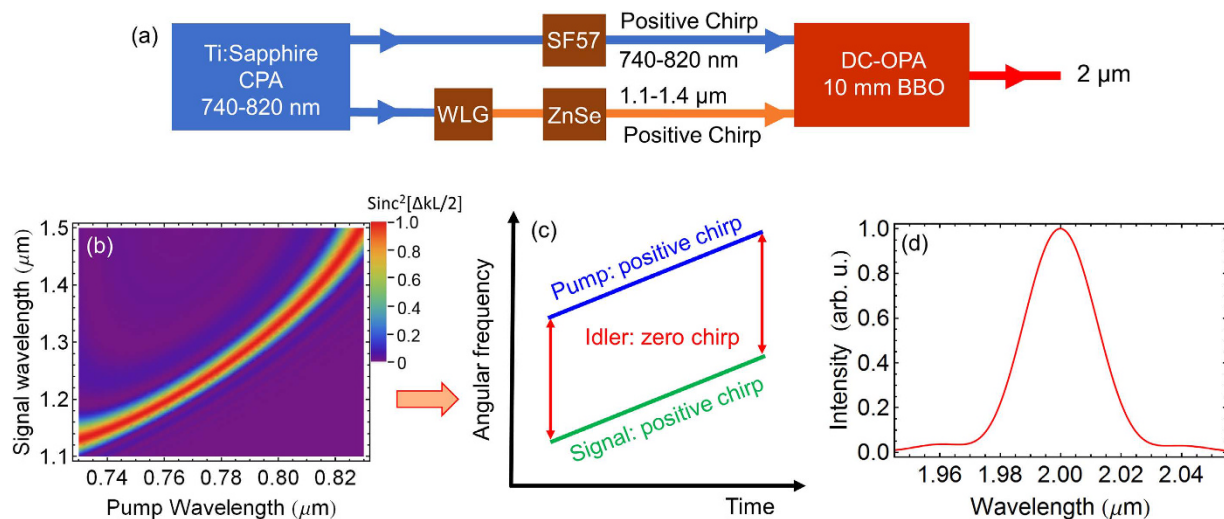 (a)
Ti:Sapphire
CPA
740-820 nm
SF57
Positive Chirp
740-820 nm
WLG
ZnSe
1.1-1.4 µm
Positive Chirp
DC-OPA
10 mm BBO
2 µm
(b)
Sinc²[ΔkL/2]
1.0
0.8
0.6
0.4
0.2
0
Signal wavelength (µm)
1.5
1.4
1.3
1.2
1.1
0.74 0.76 0.78 0.80 0.82
Pump Wavelength (µm)
(c)
Angular frequency
Pump: positive chirp
Idler: zero chirp
Signal: positive chirp
Time
(d)
Intensity (arb. u.)
1.0
0.8
0.6
0.4
0.2
0.0
1.96 1.98 2.00 2.02 2.04
Wavelength (µm)